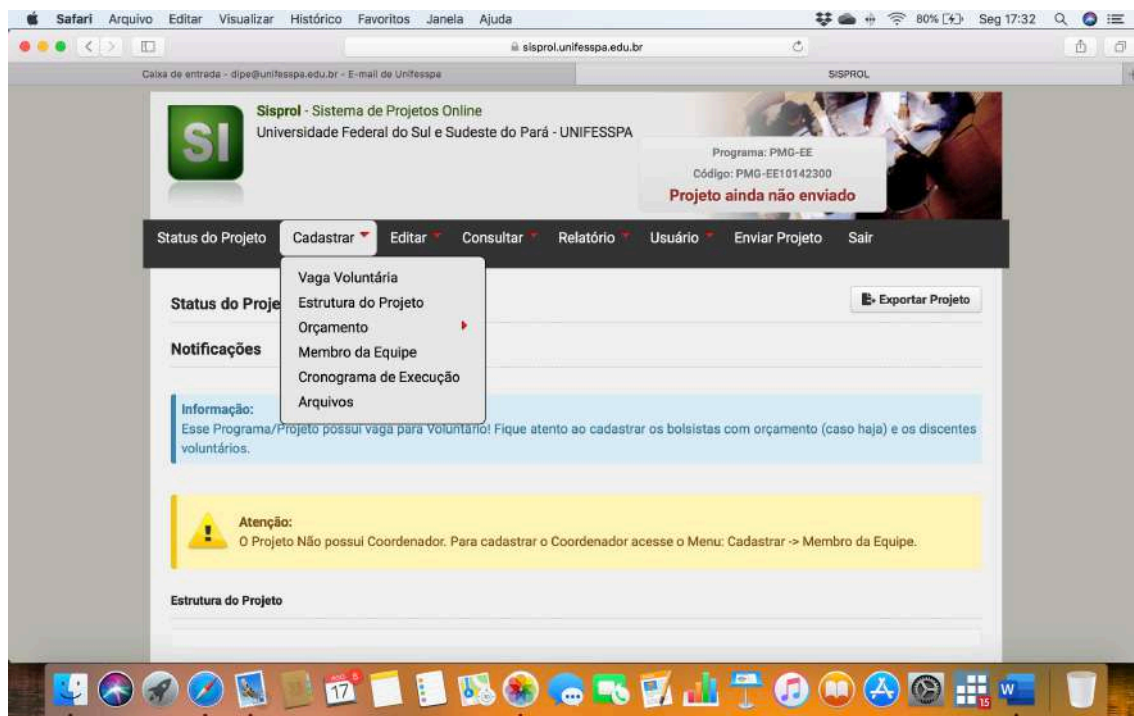 Safari Arquivo Editar Visualizar Histórico Favoritos Janela Ajuda 80% Seg 17:32
sisprol.unifesspa.edu.br
Caixa de entrada - dipe@unifesspa.edu.br - E-mail de Unifesspa SISPROL
SI
Sisprol - Sistema de Projetos Online
Universidade Federal do Sul e Sudeste do Pará - UNIFESSPA
Programa: PMG-EE
Código: PMG-EE10142300
Projeto ainda não enviado
Status do Projeto Cadastrar Editar Consultar Relatório Usuário Enviar Projeto Sair
Vaga Voluntária
Estrutura do Projeto
Orçamento
Membro da Equipe
Cronograma de Execução
Arquivos
Status do Proje
Exportar Projeto
Notificações
Informação:
Esse Programa/Projeto possui vaga para Voluntário! Fique atento ao cadastrar os bolsistas com orçamento (caso haja) e os discentes
voluntários.
Atenção:
O Projeto Não possui Coordenador. Para cadastrar o Coordenador acesse o Menu: Cadastrar -> Membro da Equipe.
Estrutura do Projeto
17
15
W